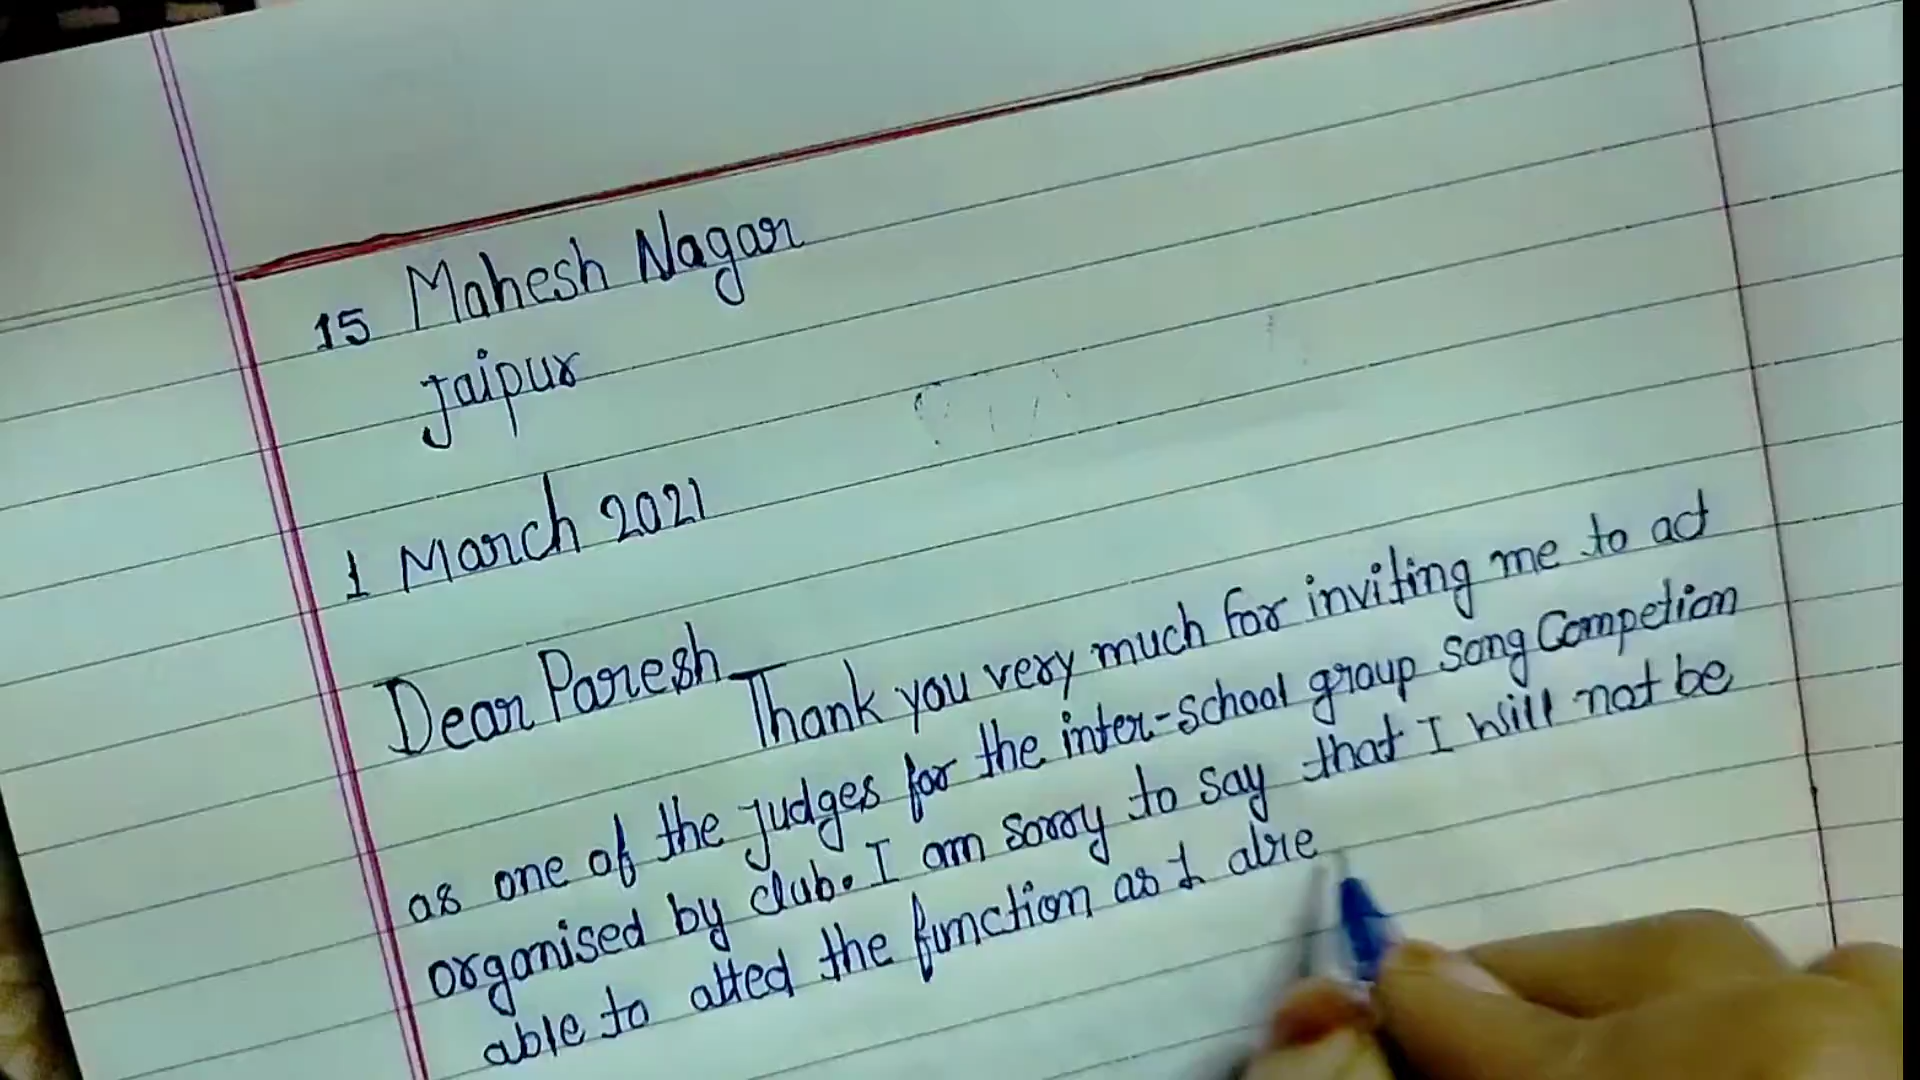 15 Mahesh Nagar
Jaipur
1 March 2021
Dear Paresh
Thank you very much for inviting me to act
as one of the judges for the inter-school group song Competion
organised by club. I am sorry to say that I will not be
able to atted the function as I alre